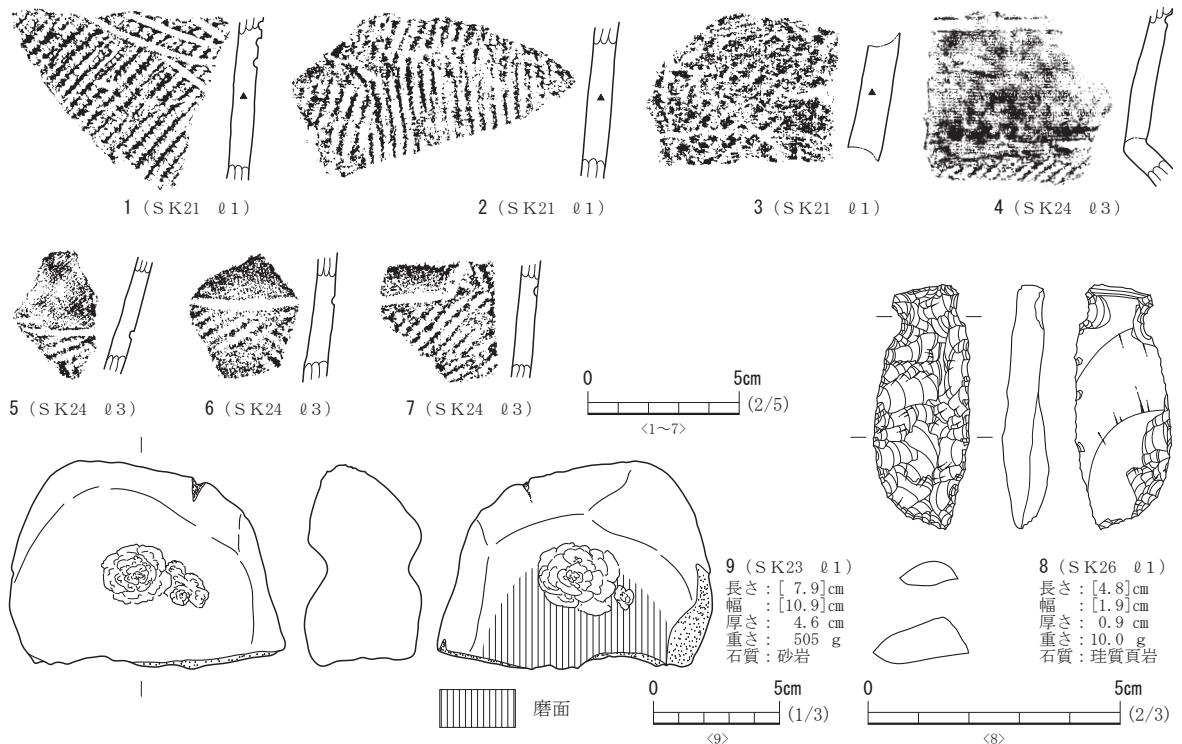 1（ＳＫ21　ℓ1）
2（ＳＫ21　ℓ1）
3（ＳＫ21　ℓ1）
4（ＳＫ24　ℓ3）
5（ＳＫ24　ℓ3）
6（ＳＫ24　ℓ3）
7（ＳＫ24　ℓ3）
0 5cm
(2/5)
<1～7>
9（ＳＫ23　ℓ1）
長さ：[ 7.9]cm
幅　：[10.9]cm
厚さ： 4.6 cm
重さ： 505 g
石質：砂岩
8（ＳＫ26　ℓ1）
長さ：[4.8]cm
幅　：[1.9]cm
厚さ： 0.9 cm
重さ：10.0 g
石質：珪質頁岩
磨面
0 5cm
(1/3)
<9>
0 5cm
(2/3)
<8>